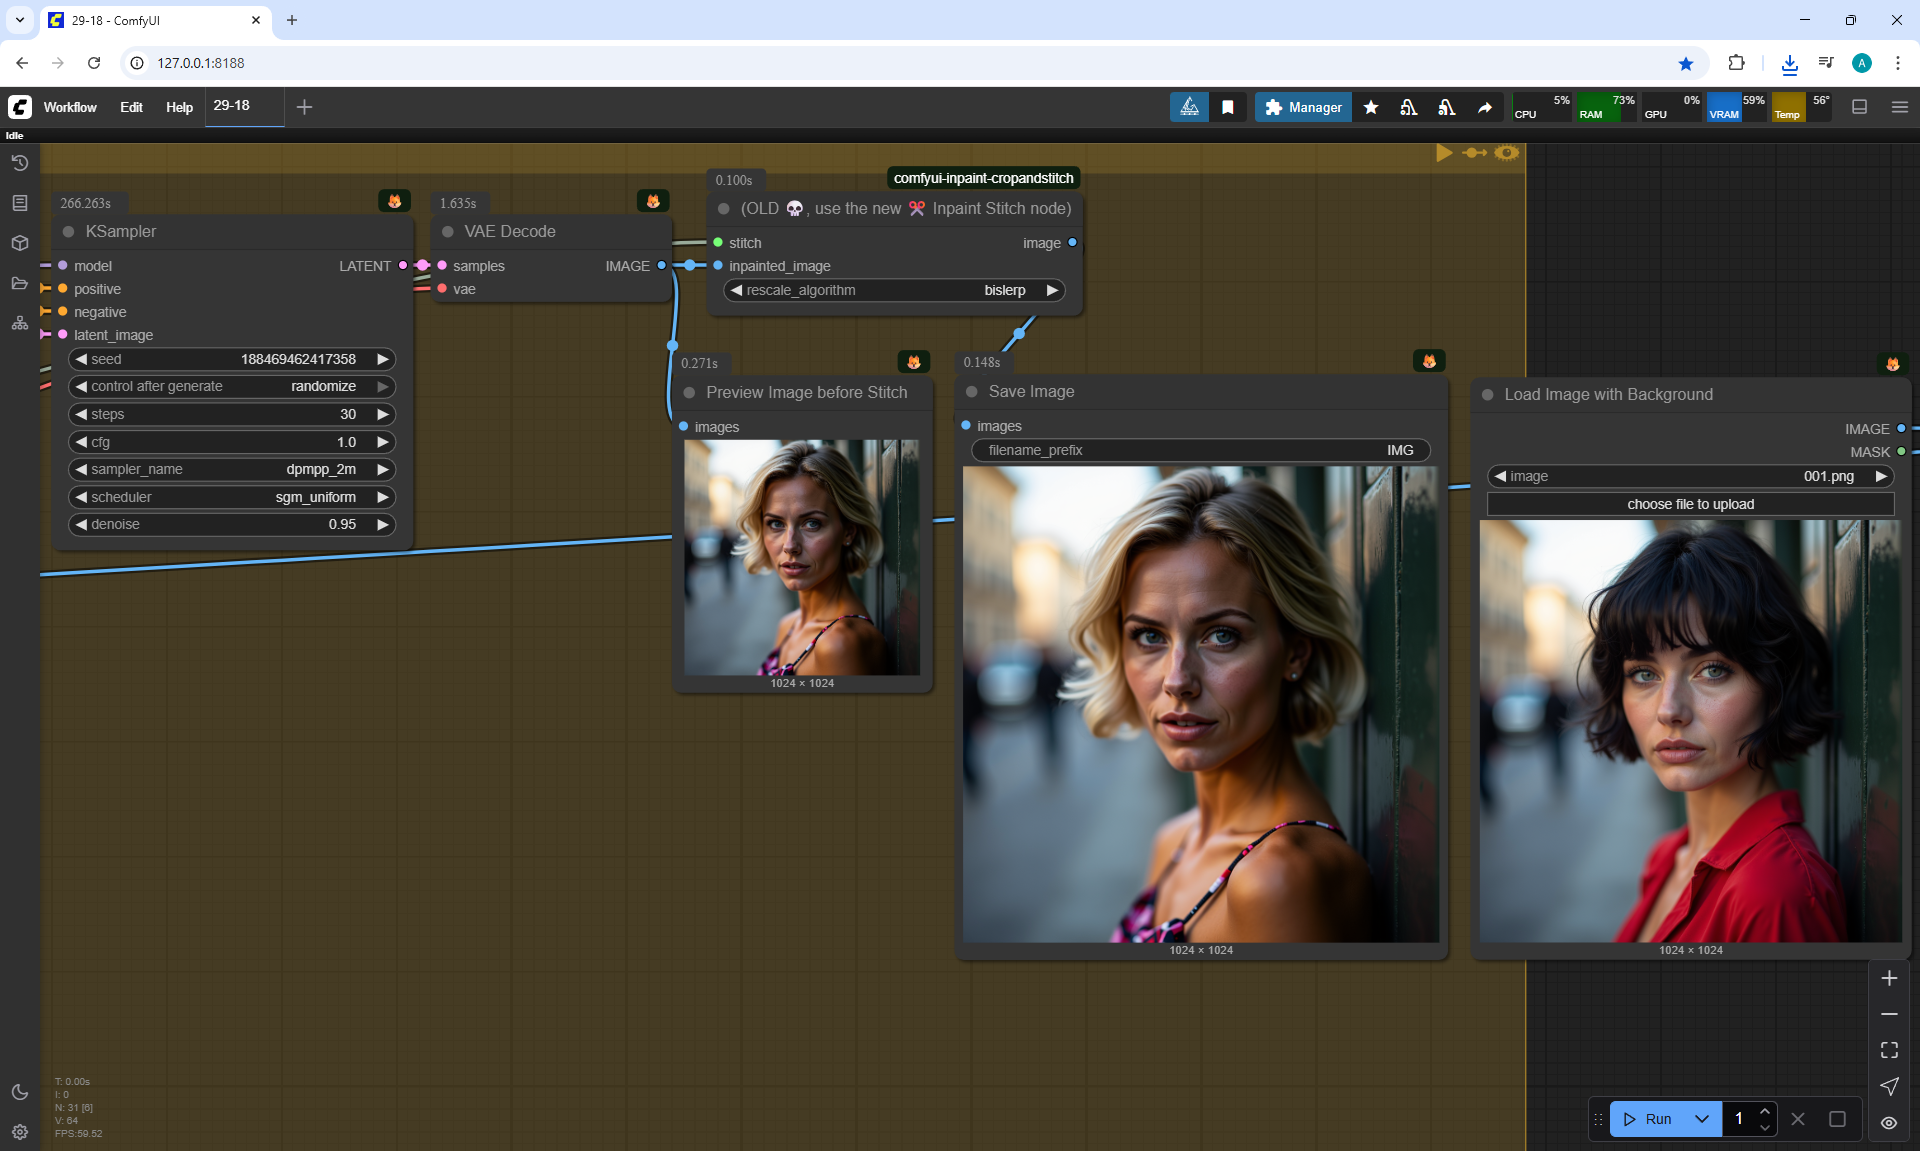 29-18 - ComfyUI
127.0.0.1:8188
Workflow Edit Help 29-18
Manager
CPU 5%
RAM 73%
GPU 0%
VRAM 59%
Temp 56°
Idle
266.263s
KSampler
model LATENT
positive
negative
latent_image
seed 188469462417358
control after generate randomize
steps 30
cfg 1.0
sampler_name dpmpp_2m
scheduler sgm_uniform
denoise 0.95
1.635s
VAE Decode
samples IMAGE
vae
0.100s
comfyui-inpaint-cropandstitch
(OLD 💀, use the new ✂️ Inpaint Stitch node)
stitch image
inpainted_image
rescale_algorithm bislerp
0.271s
Preview Image before Stitch
images
1024 × 1024
0.148s
Save Image
images
filename_prefix IMG
1024 × 1024
Load Image with Background
IMAGE
MASK
image 001.png
choose file to upload
1024 × 1024
T: 0.00s
I: 0
N: 31 [6]
V: 64
FPS:59.52
Run 1
A